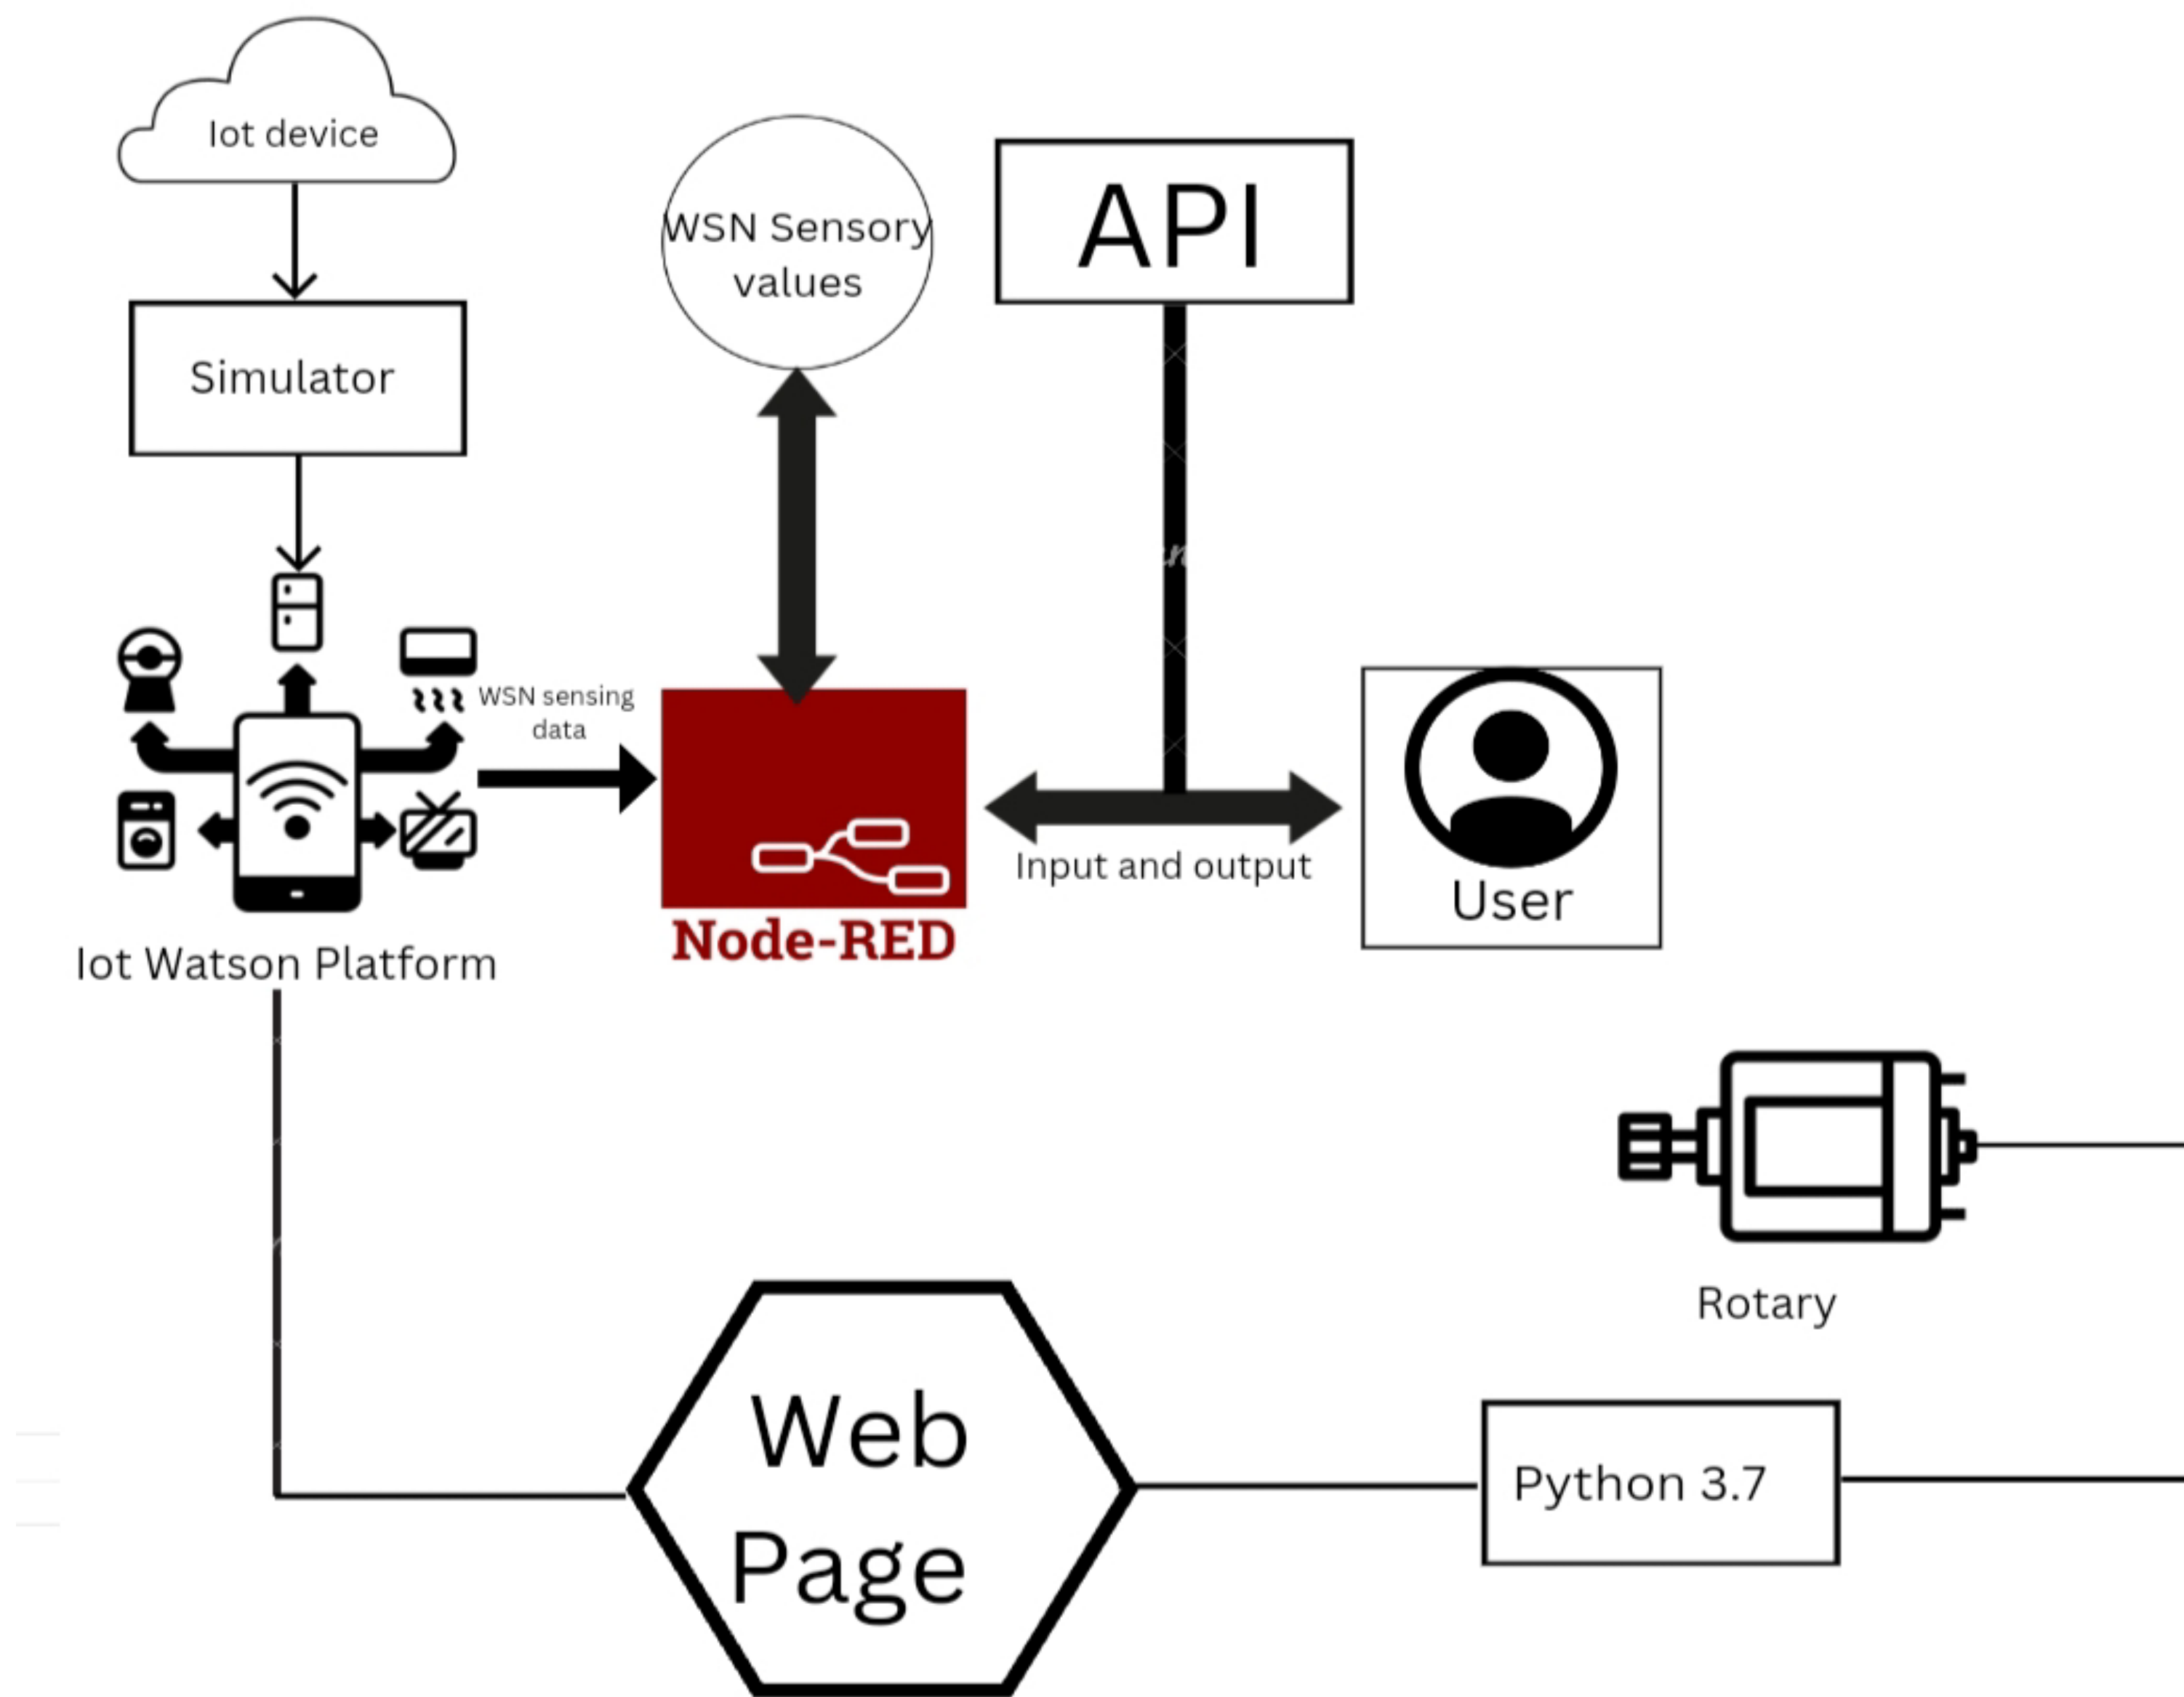 Iot device
WSN Sensory
values
API
Simulator
WSN sensing
data
Input and output
User
Node-RED
Iot Watson Platform
Rotary
Web
Page
Python 3.7